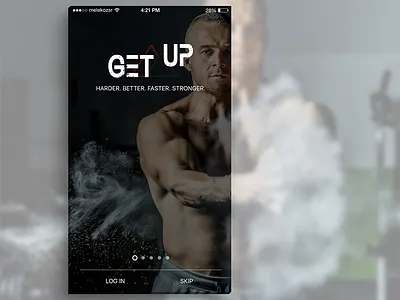 melekozsr 4:21 PM 28%
GET UP
HARDER. BETTER. FASTER. STRONGER.
LOG IN SKIP